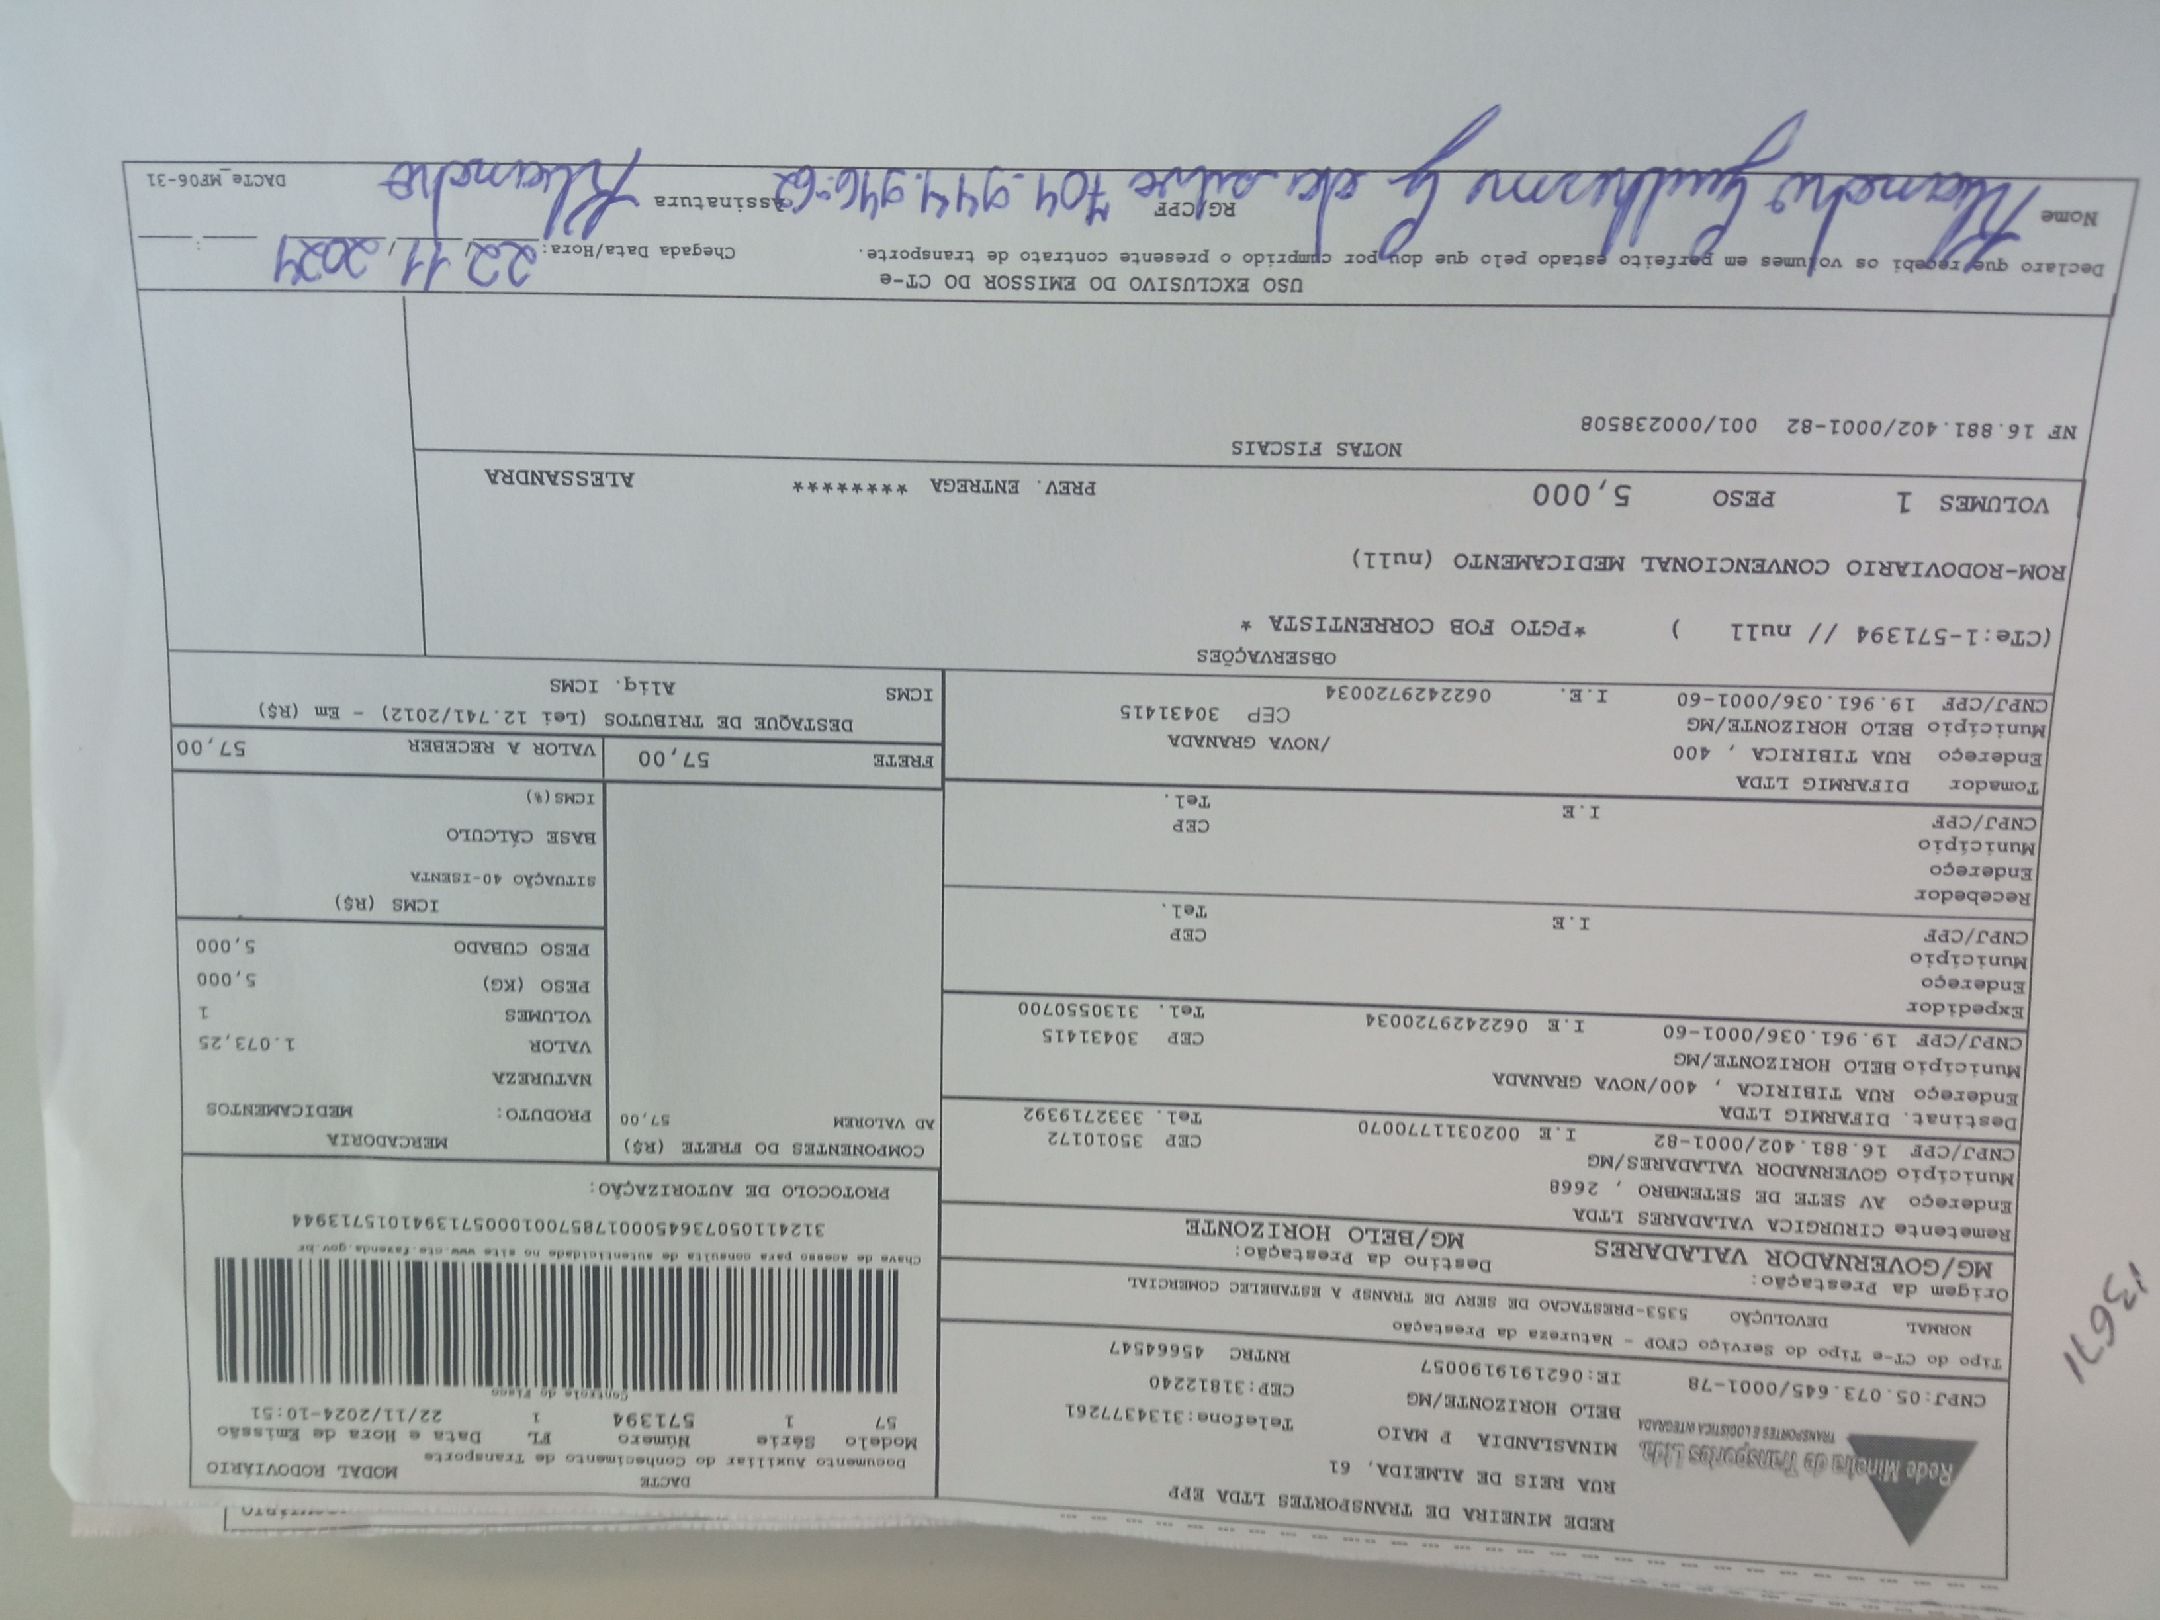 REDE MINEIRA DE TRANSPORTES LTDA EPP
RUA REIS DE ALMEIDA, 61
MINASLANDIA P MAIO Telefone:3134377261
BELO HORIZONTE/MG CEP:31812240
Rede Mineira de Transportes Ltda.
TRANSPORTES E LOGÍSTICA INTEGRADA
CNPJ:05.073.645/0001-78 IE:0621919190057 RNTRC 45664547
Tipo do CT-e Tipo do Serviço CFOP - Natureza da Prestação
NORMAL DEVOLUÇÃO 5353-PRESTACAO DE SERV DE TRANSP A ESTABELEC COMERCIAL
Origem da Prestação: Destino da Prestação:
MG/GOVERNADOR VALADARES MG/BELO HORIZONTE
DACTE
Documento Auxiliar do Conhecimento de Transporte MODAL RODOVIÁRIO
Modelo Série Número FL Data e Hora de Emissão
57 1 571394 1 22/11/2024-10:51
Controle do Fisco
Chave de acesso para consulta de autenticidade no site www.cte.fazenda.gov.br
31241105073645000178570010005713941015713944
PROTOCOLO DE AUTORIZAÇÃO:
Remetente CIRURGICA VALADARES LTDA
Endereço AV SETE DE SETEMBRO , 2668
Município GOVERNADOR VALADARES/MG CEP 35010172
CNPJ/CPF 16.881.402/0001-82 I.E 0020311770070 Tel. 3332719392
Destinat. DIFARMIG LTDA
Endereço RUA TIBIRICA , 400/NOVA GRANADA
Município BELO HORIZONTE/MG CEP 30431415
CNPJ/CPF 19.961.036/0001-60 I.E 0622429720034 Tel. 3130550700
Expedidor
Endereço
Município CEP
CNPJ/CPF I.E Tel.
Recebedor
Endereço
Município CEP
CNPJ/CPF I.E Tel.
Tomador DIFARMIG LTDA
Endereço RUA TIBIRICA , 400 /NOVA GRANADA
Município BELO HORIZONTE/MG CEP 30431415
CNPJ/CPF 19.961.036/0001-60 I.E. 0622429720034
COMPONENTES DO FRETE (R$)
AD VALOREM 57,00
MERCADORIA
PRODUTO: MEDICAMENTOS
NATUREZA
VALOR 1.073,25
VOLUMES 1
PESO (KG) 5,000
PESO CUBADO 5,000
ICMS (R$)
SITUAÇÃO 40-ISENTA
BASE CÁLCULO
ICMS(%)
FRETE 57,00 VALOR A RECEBER 57,00
DESTAQUE DE TRIBUTOS (Lei 12.741/2012) - Em (R$)
ICMS Aliq. ICMS
OBSERVAÇÕES
(CTe:1-571394 // null ) *PGTO FOB CORRENTISTA *
ROM-RODOVIARIO CONVENCIONAL MEDICAMENTO (null)
VOLUMES 1 PESO 5,000 PREV. ENTREGA ******** ALESSANDRA
NOTAS FISCAIS
NF 16.881.402/0001-82 001/000238508
USO EXCLUSIVO DO EMISSOR DO CT-e
Declaro que recebi os volumes em perfeito estado pelo que dou por cumprido o presente contrato de transporte. Chegada Data/Hora: 22/11/2024 :
Nome Guilherme RG/CPF 704.944.946-62 Assinatura
DACTe_MF06-31
13671